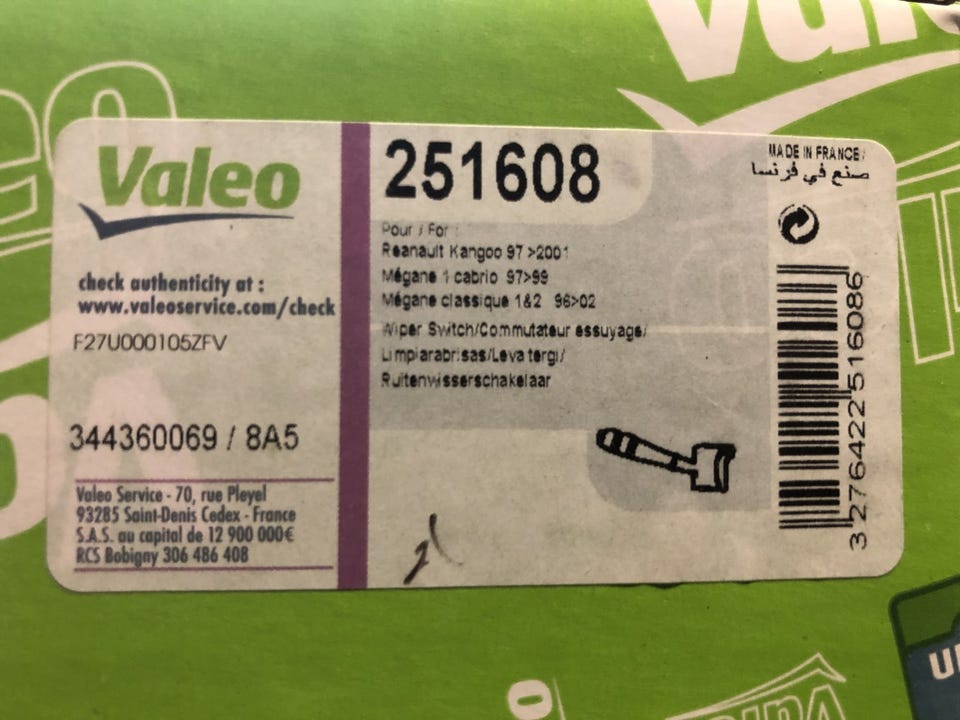 Valeo
check authenticity at :
www.valeoservice.com/check
F27U000105ZFV
344360069 / 8A5
Valeo Service - 70, rue Pleyel
93285 Saint-Denis Cedex - France
S.A.S. au capital de 12 900 000€
RCS Bobigny 306 486 408
251608
Pour / For :
Reanault Kangoo 97 >2001
Mégane 1 cabrio 97>99
Mégane classique 1&2 96>02
Wiper Switch/Commutateur essuyage/
Limpiarabrisas/Leva tergi/
Ruitenwisserschakelaar
MADE IN FRANCE/
صنع في فرنسا
3276422516086